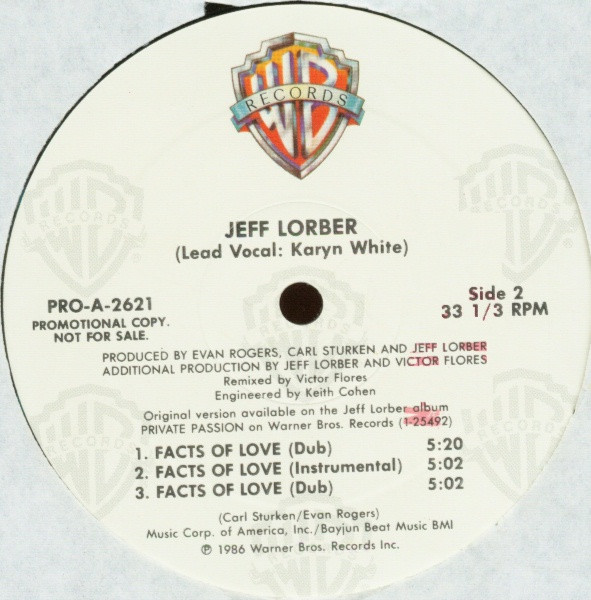 WB
RECORDS
JEFF LORBER
(Lead Vocal: Karyn White)
PRO-A-2621
PROMOTIONAL COPY.
NOT FOR SALE.
Side 2
33 1/3 RPM
PRODUCED BY EVAN ROGERS, CARL STURKEN AND JEFF LORBER
ADDITIONAL PRODUCTION BY JEFF LORBER AND VICTOR FLORES
Remixed by Victor Flores
Engineered by Keith Cohen
Original version available on the Jeff Lorber album
PRIVATE PASSION on Warner Bros. Records (1-25492)
1. FACTS OF LOVE (Dub) 5:20
2. FACTS OF LOVE (Instrumental) 5:02
3. FACTS OF LOVE (Dub) 5:02
(Carl Sturken/Evan Rogers)
Music Corp. of America, Inc./Bayjun Beat Music BMI
℗ 1986 Warner Bros. Records Inc.